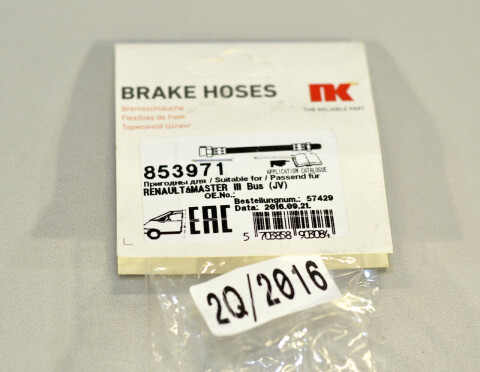 BRAKE HOSES
Bremsschläuche
Flexibles de frein
Тормозной Шланг
NK
THE RELIABLE PART
853971
APPLICATION CATALOGUE
Пригодны для / Suitable for / Passend für
RENAULT&MASTER III Bus (JV)
OE.No.:
Bestellungnum.: 57429
Data: 2016.09.21.
EAC
5 703858 903084
2Q/2016